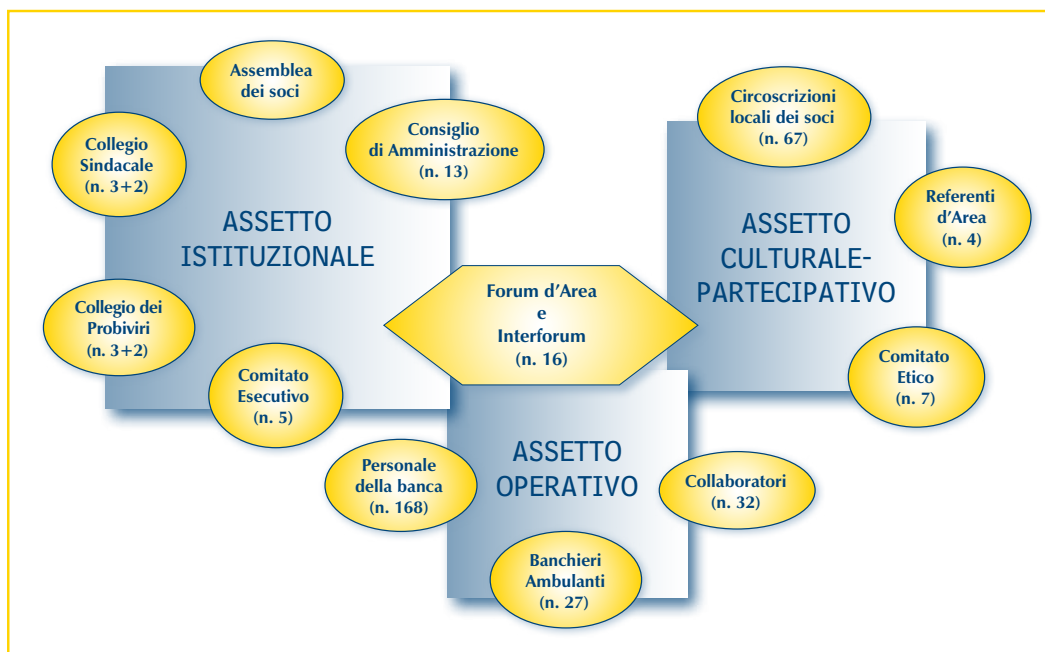 Assemblea
dei soci
Collegio
Sindacale
(n. 3+2)
Consiglio
di Amministrazione
(n. 13)
ASSETTO
ISTITUZIONALE
Collegio dei
Probiviri
(n. 3+2)
Comitato
Esecutivo
(n. 5)
Forum d'Area
e
Interforum
(n. 16)
Circoscrizioni
locali dei soci
(n. 67)
Referenti
d'Area
(n. 4)
ASSETTO
CULTURALE-
PARTECIPATIVO
Comitato
Etico
(n. 7)
ASSETTO
OPERATIVO
Personale
della banca
(n. 168)
Collaboratori
(n. 32)
Banchieri
Ambulanti
(n. 27)